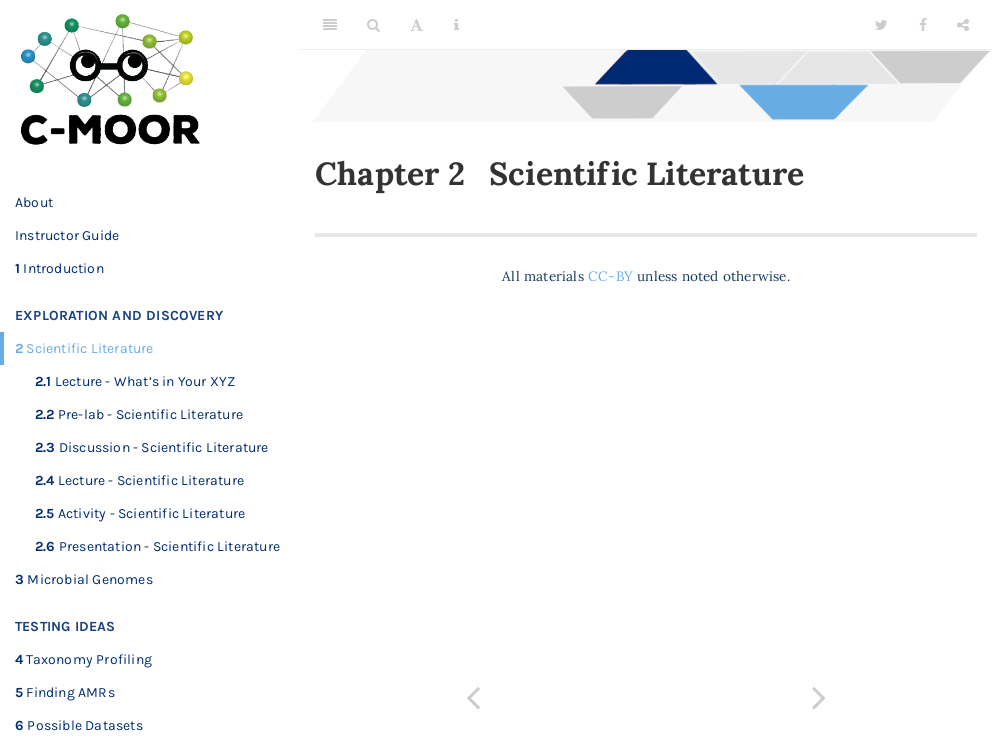 C-MOOR
About
Instructor Guide
1 Introduction
EXPLORATION AND DISCOVERY
2 Scientific Literature
2.1 Lecture - What's in Your XYZ
2.2 Pre-lab - Scientific Literature
2.3 Discussion - Scientific Literature
2.4 Lecture - Scientific Literature
2.5 Activity - Scientific Literature
2.6 Presentation - Scientific Literature
3 Microbial Genomes
TESTING IDEAS
4 Taxonomy Profiling
5 Finding AMRs
6 Possible Datasets
Chapter 2 Scientific Literature
All materials CC-BY unless noted otherwise.